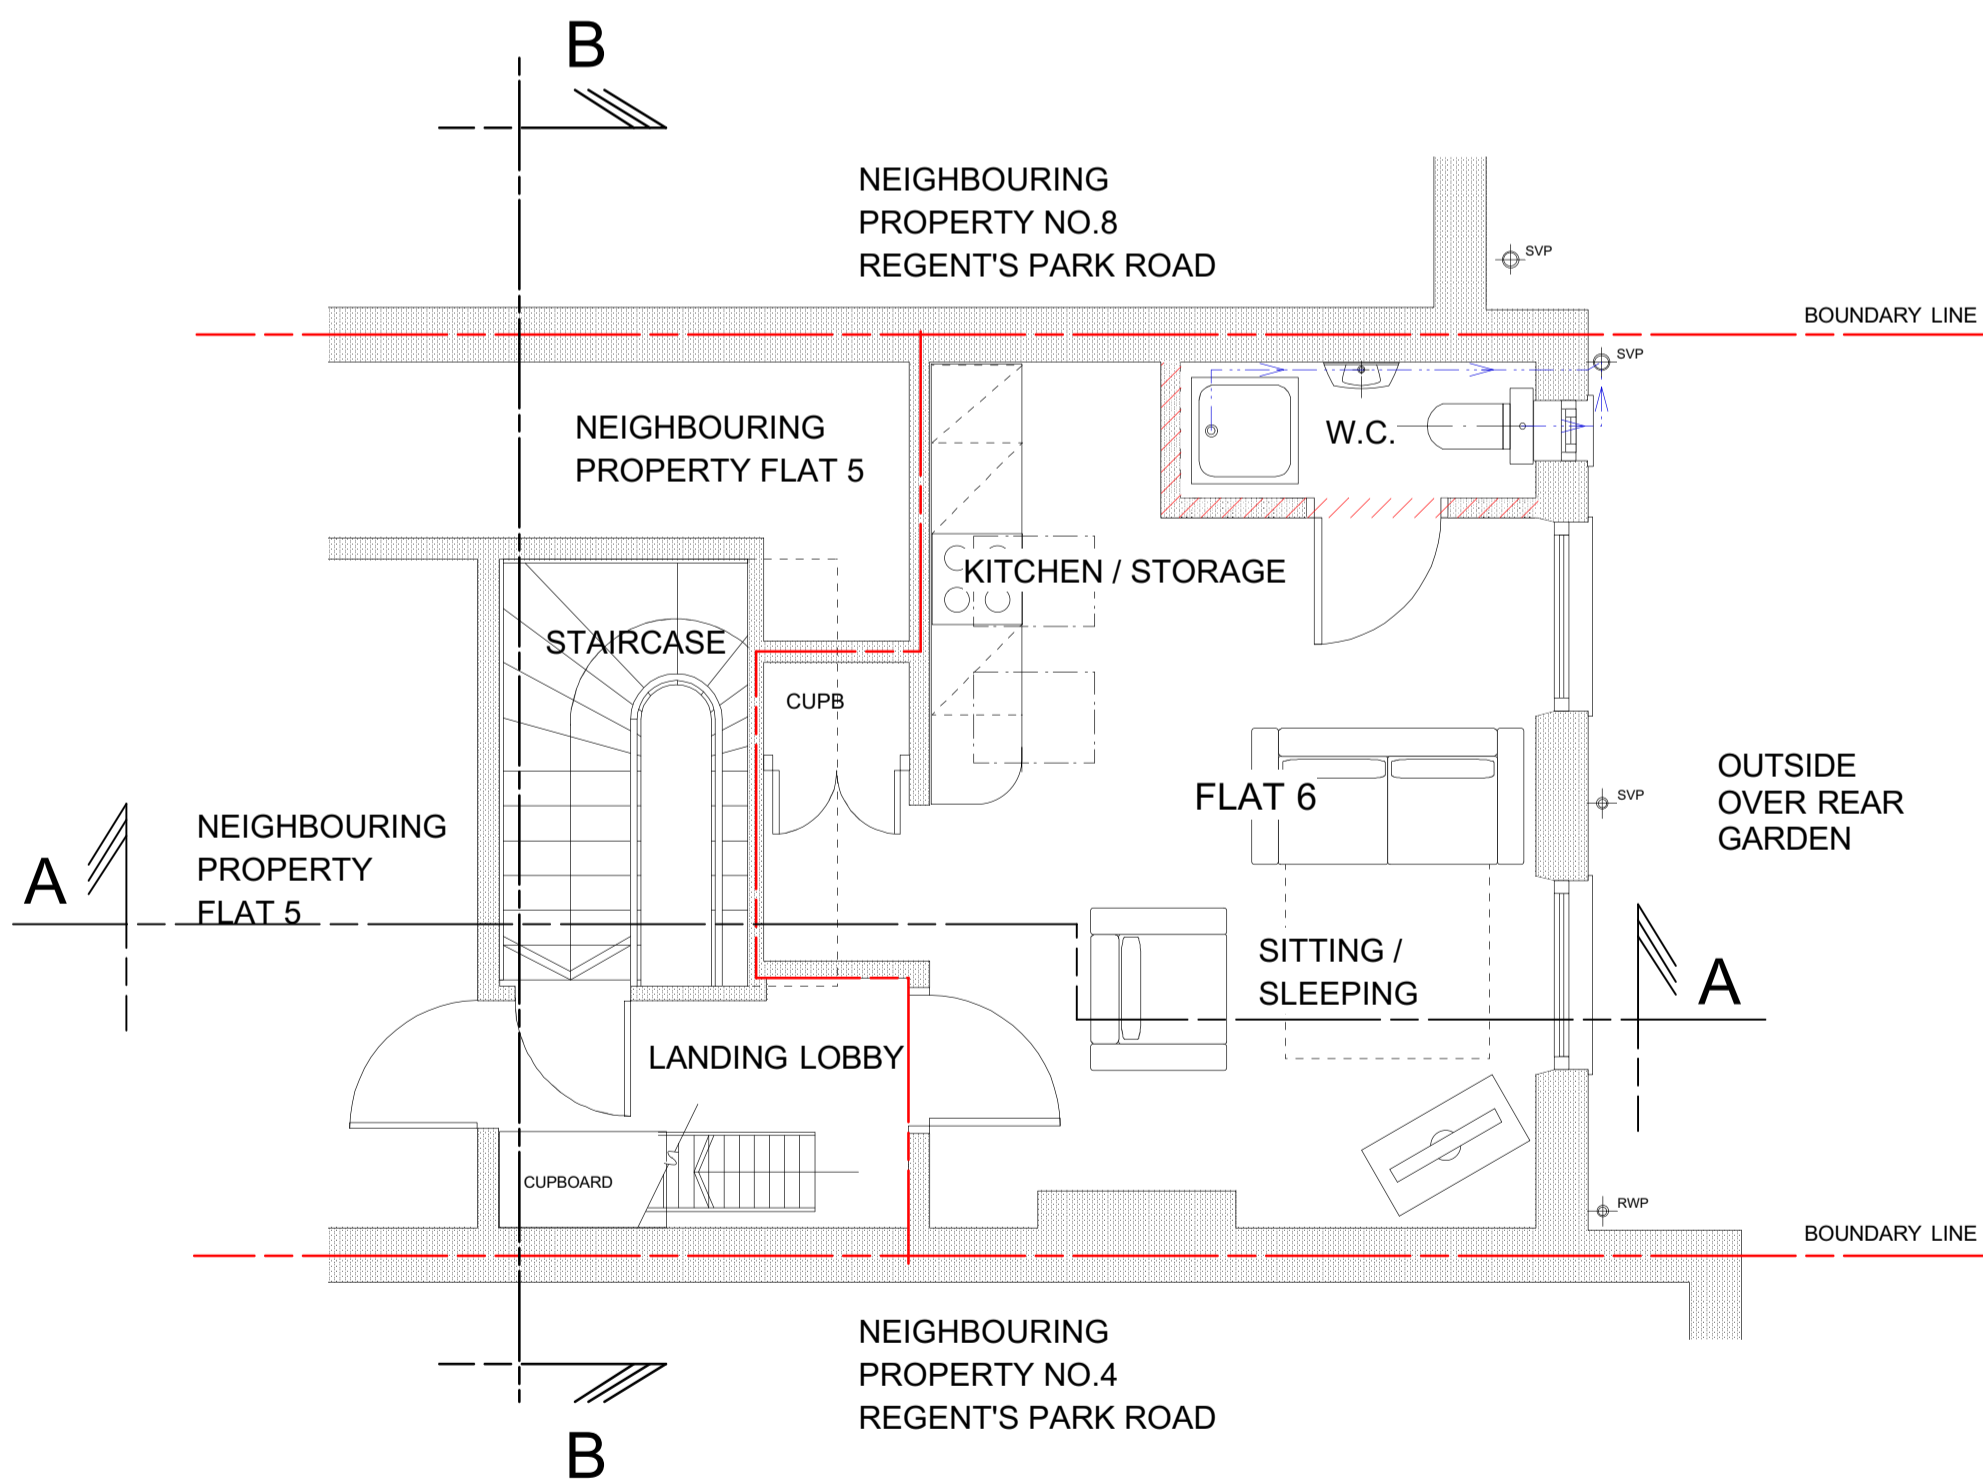 B
NEIGHBOURING
PROPERTY NO.8
REGENT'S PARK ROAD
SVP
BOUNDARY LINE
SVP
NEIGHBOURING
PROPERTY FLAT 5
W.C.
KITCHEN / STORAGE
STAIRCASE
CUPB
FLAT 6
SVP
OUTSIDE
OVER REAR
GARDEN
NEIGHBOURING
PROPERTY
FLAT 5
A
SITTING /
SLEEPING
A
LANDING LOBBY
CUPBOARD
RWP
BOUNDARY LINE
NEIGHBOURING
PROPERTY NO.4
REGENT'S PARK ROAD
B